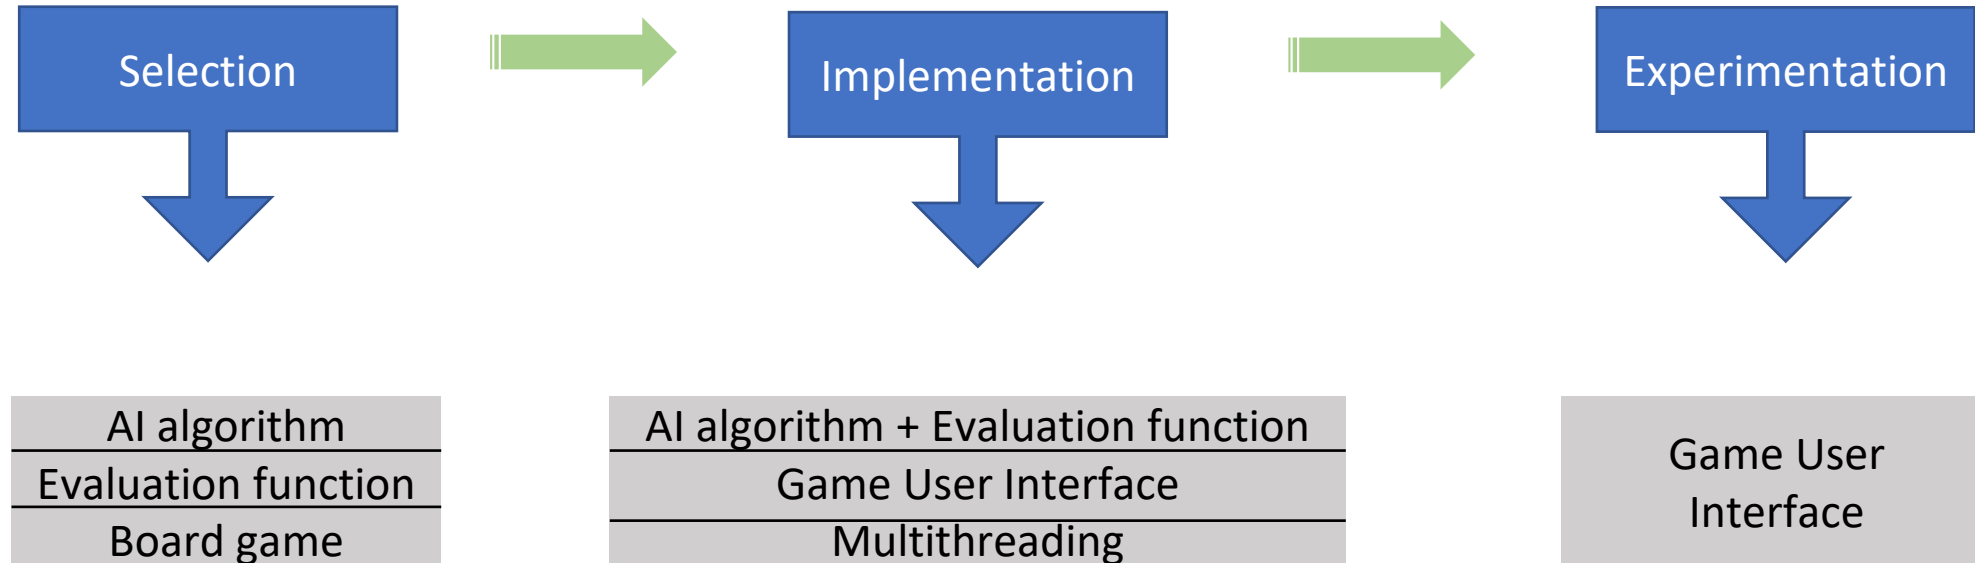 Selection
Implementation
Experimentation
AI algorithm
Evaluation function
Board game
AI algorithm + Evaluation function
Game User Interface
Multithreading
Game User
Interface